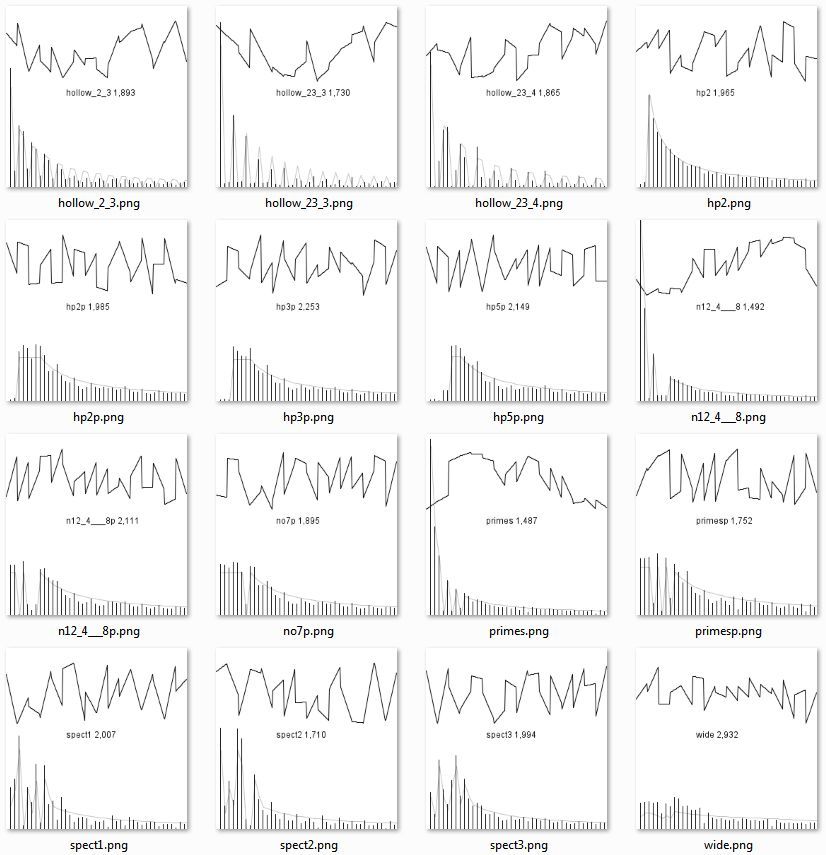 hollow_2_3 1,893
hollow_23_3 1,730
hollow_23_4 1,865
hp2 1,965
hollow_2_3.png
hollow_23_3.png
hollow_23_4.png
hp2.png
hp2p 1,985
hp3p 2,253
hp5p 2,149
n12_4___8 1,492
hp2p.png
hp3p.png
hp5p.png
n12_4___8.png
n12_4___8p 2,111
no7p 1,895
primes 1,487
primesp 1,752
n12_4___8p.png
no7p.png
primes.png
primesp.png
spect1 2,007
spect2 1,710
spect3 1,994
wide 2,932
spect1.png
spect2.png
spect3.png
wide.png